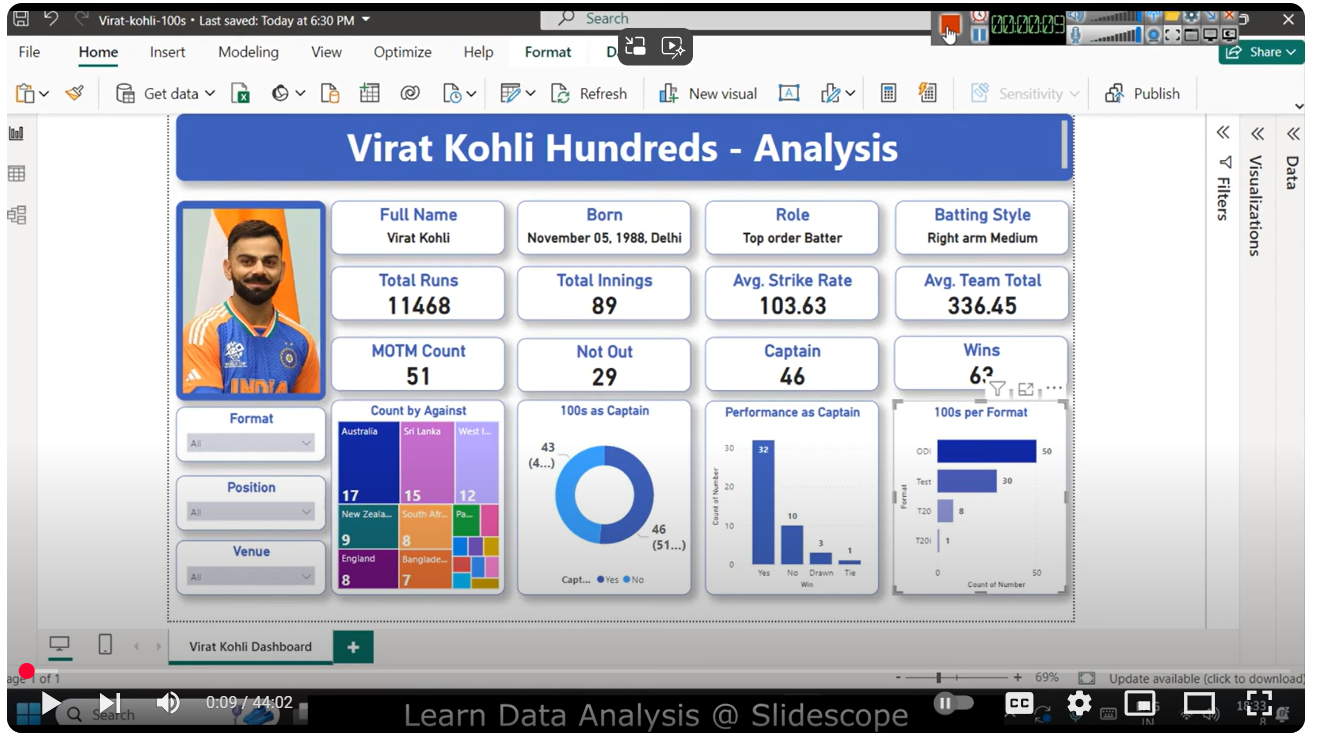 Virat-kohli-100s • Last saved: Today at 6:30 PM
Search
00:00:09
File Home Insert Modeling View Optimize Help Format
Share
Get data Refresh New visual Sensitivity Publish
Virat Kohli Hundreds - Analysis
Filters
Visualizations
Data
INDIA
Full Name
Virat Kohli
Born
November 05, 1988, Delhi
Role
Top order Batter
Batting Style
Right arm Medium
Total Runs
11468
Total Innings
89
Avg. Strike Rate
103.63
Avg. Team Total
336.45
MOTM Count
51
Not Out
29
Captain
46
Wins
63
Format
All
Position
All
Venue
All
Count by Against
Australia
17
Sri Lanka
15
West I...
12
New Zeala...
9
South Afr...
8
Pa...
England
8
Banglade...
7
100s as Captain
43
(4...)
46
(51...)
Capt... Yes No
Performance as Captain
Count of Number
30
20
10
0
32
10
3
1
Yes No Drawn Tie
Win
100s per Format
Format
ODI 50
Test 30
T20 8
T20i 1
0 50
Count of Number
Virat Kohli Dashboard
+
age 1 of 1
- + 69%
Update available (click to download)
0:09 / 44:02
CC
Search
Learn Data Analysis @ Slidescope
IN